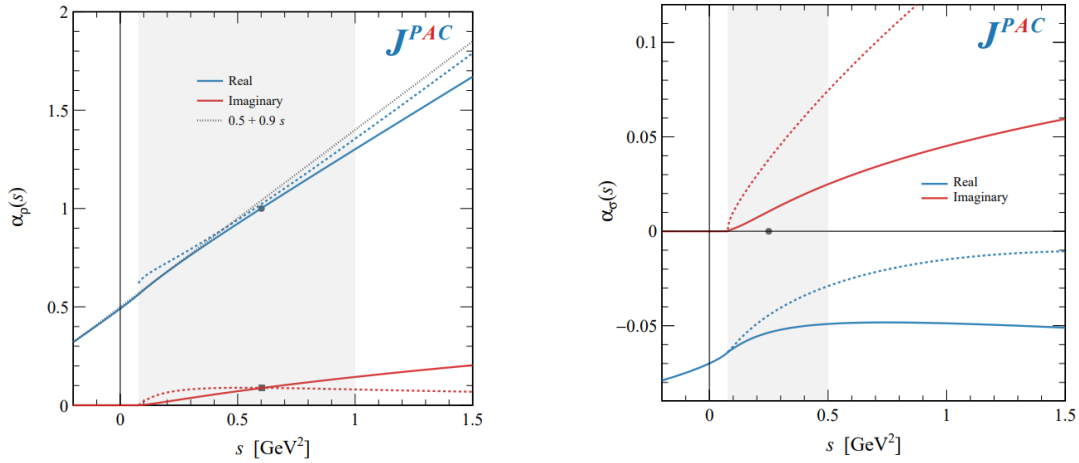 2
1.5
1
0.5
0
α_ρ(s)
J^PAC
Real
Imaginary
0.5 + 0.9 s
0
0.5
1
1.5
s [GeV²]
0.1
0.05
0
−0.05
α_σ(s)
J^PAC
Real
Imaginary
0
0.5
1
1.5
s [GeV²]